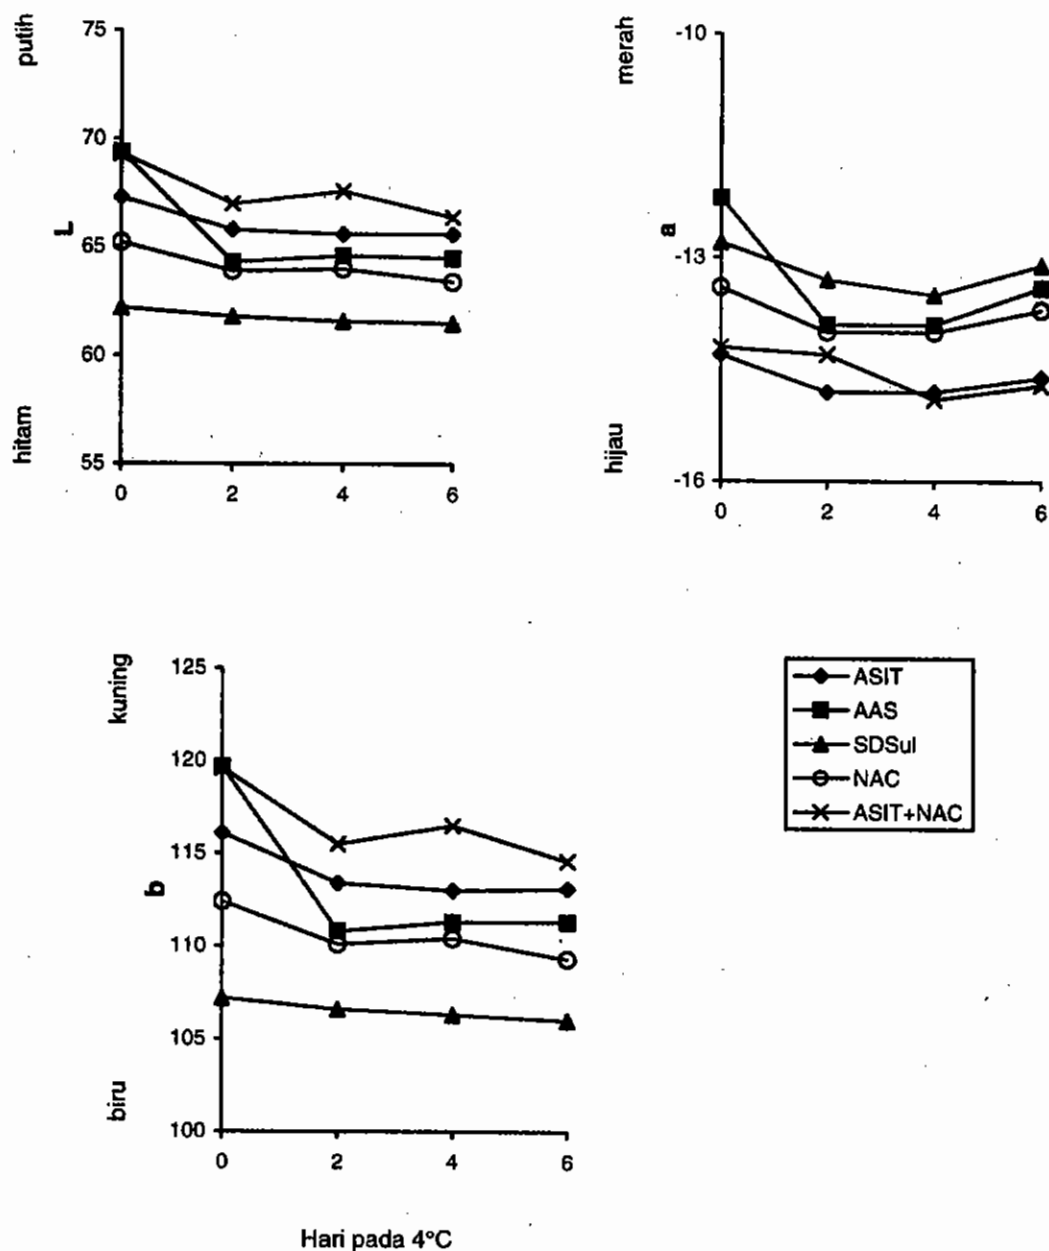 putih
75
70
L
65
60
hitam
55
0 2 4 6
merah
-10
a
-13
hijau
-16
0 2 4 6
kuning
125
120
115
b
110
105
biru
100
0 2 4 6
Hari pada 4°C
ASIT
AAS
SDSul
NAC
ASIT+NAC